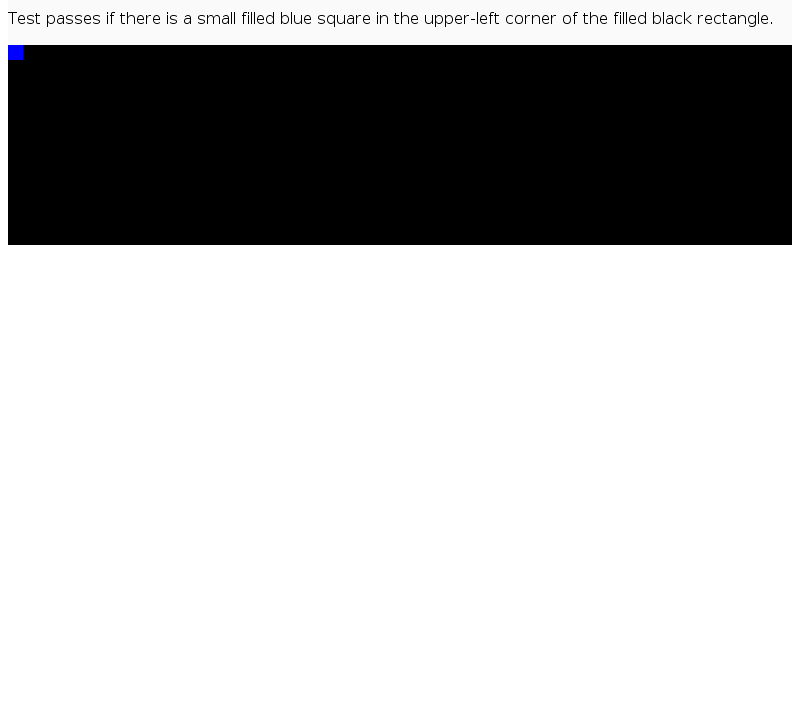 Test passes if there is a small filled blue square in the upper-left corner of the filled black rectangle.